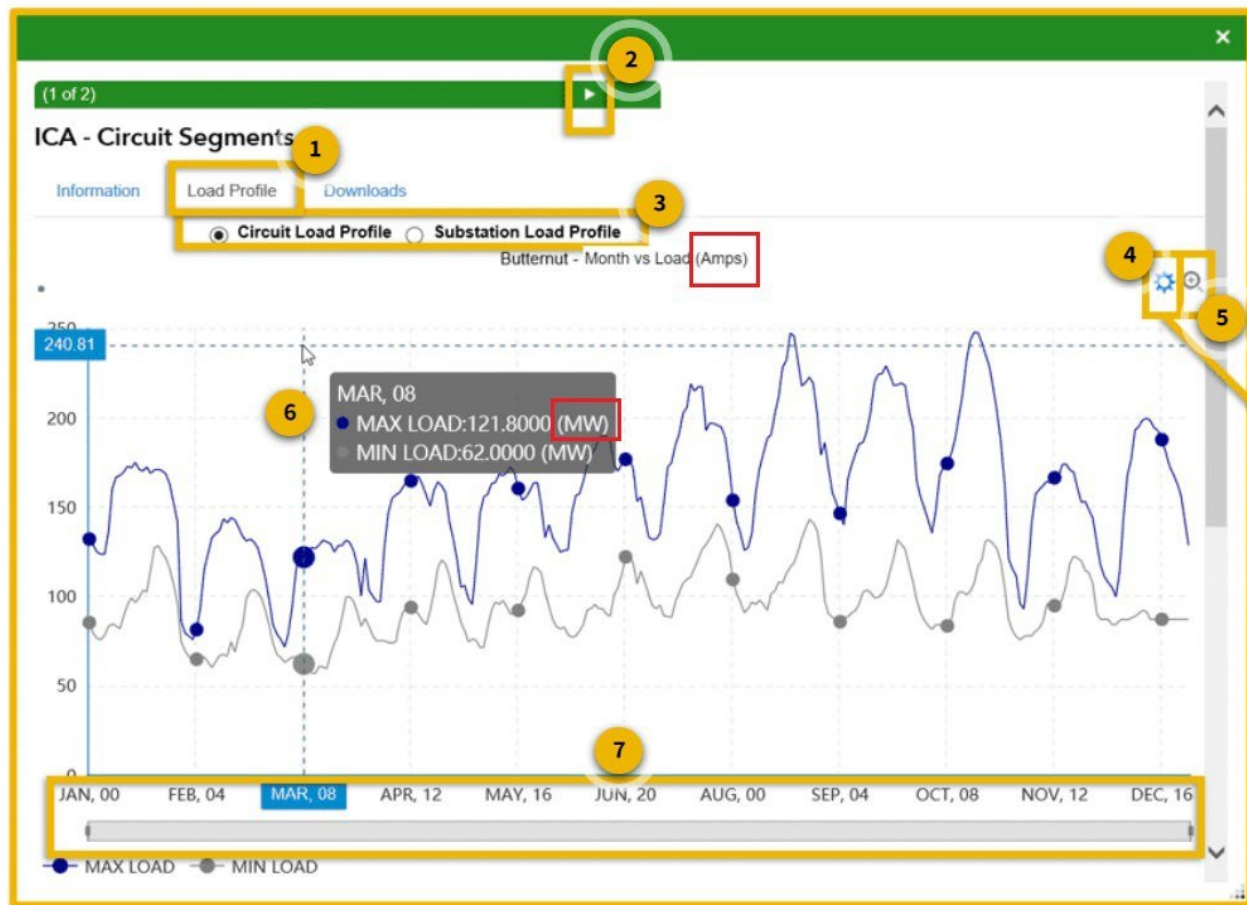 ×
2
(1 of 2)
ICA - Circuit Segments
1
Information Load Profile Downloads
3
Circuit Load Profile Substation Load Profile
Butternut - Month vs Load (Amps)
4
5
250
240.81
MAR, 08
6
MAX LOAD:121.8000 (MW)
MIN LOAD:62.0000 (MW)
200
150
100
50
0
7
JAN, 00 FEB, 04 MAR, 08 APR, 12 MAY, 16 JUN, 20 AUG, 00 SEP, 04 OCT, 08 NOV, 12 DEC, 16
MAX LOAD MIN LOAD